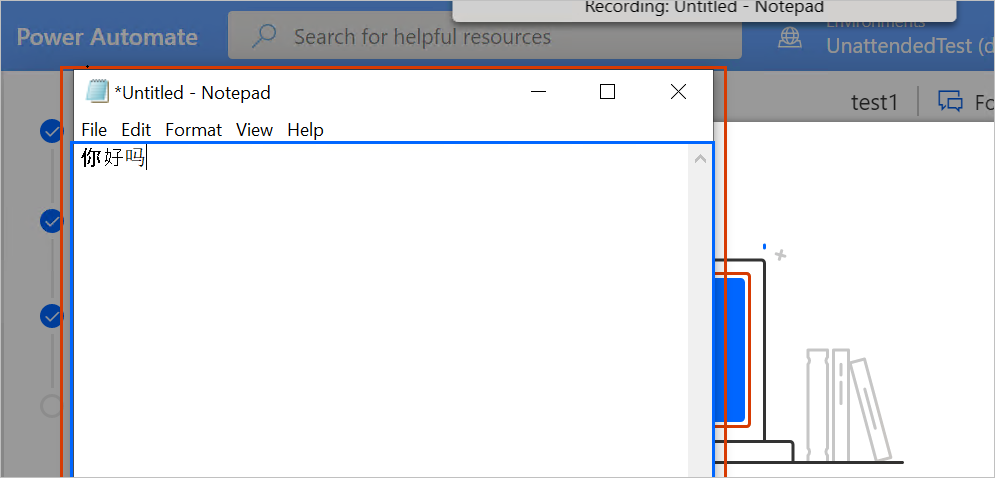 Recording: Untitled - Notepad
Power Automate
Search for helpful resources
Environments
UnattendedTest (d
*Untitled - Notepad
test1
Fo
File Edit Format View Help
你好吗